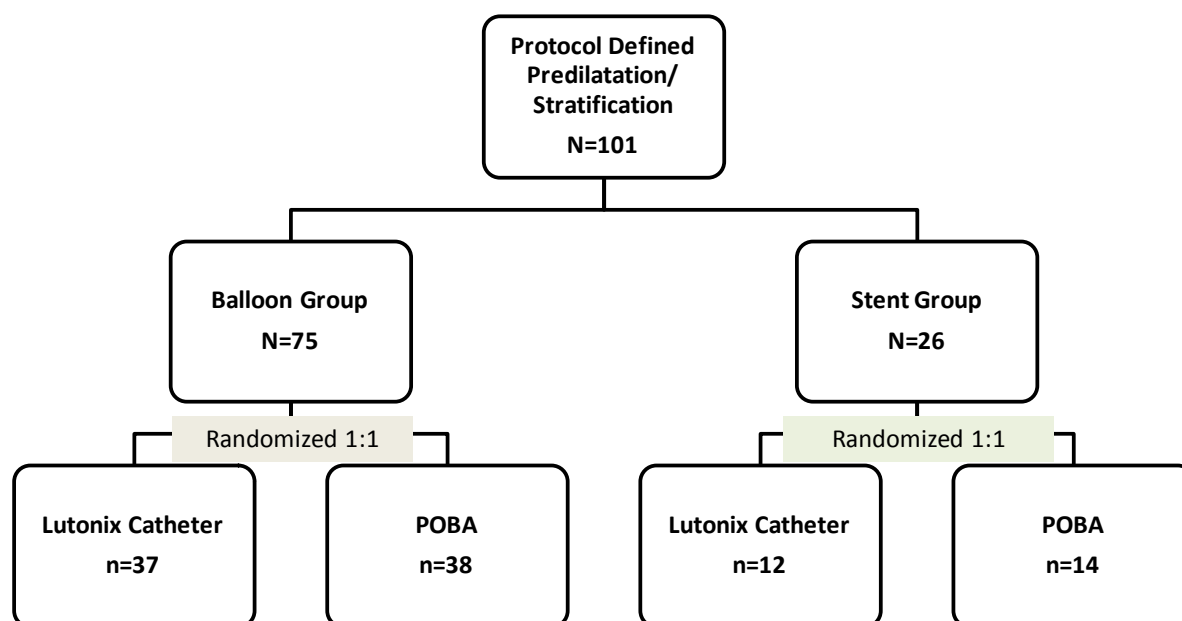 Protocol Defined
Predilatation/
Stratification
N=101
Balloon Group
N=75
Stent Group
N=26
Randomized 1:1
Randomized 1:1
Lutonix Catheter
n=37
POBA
n=38
Lutonix Catheter
n=12
POBA
n=14